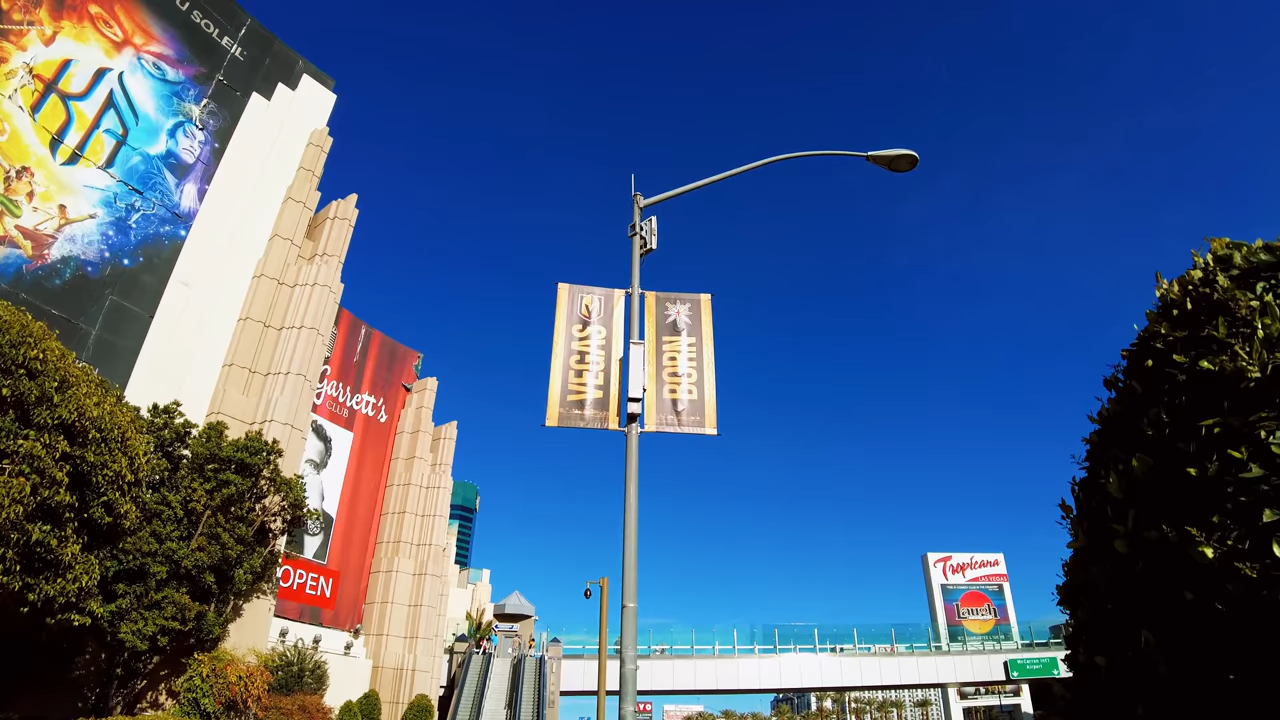 U SOLEIL
KÀ
Garrett's
CLUB
OPEN
VEGAS
BORN
Tropicana
LAS VEGAS
Laugh
McCarran Int'l
Airport